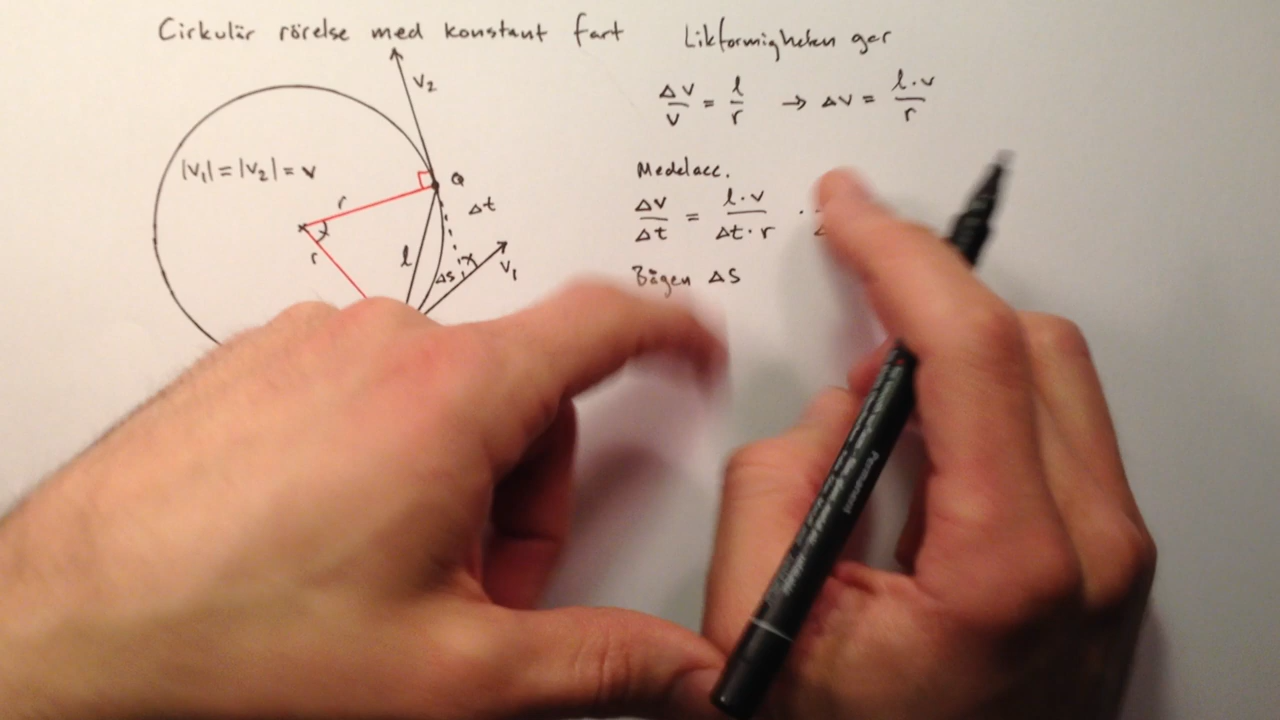 Cirkulär rörelse med konstant fart
v₂
|v₁| = |v₂| = v
r
Q
Δt
r
l
Δs
v₁
Likformigheten ger
Δv/v = l/r → Δv = l·v/r
Medelacc.
Δv/Δt = l·v/Δt·r ·
Bågen Δs
Permanent